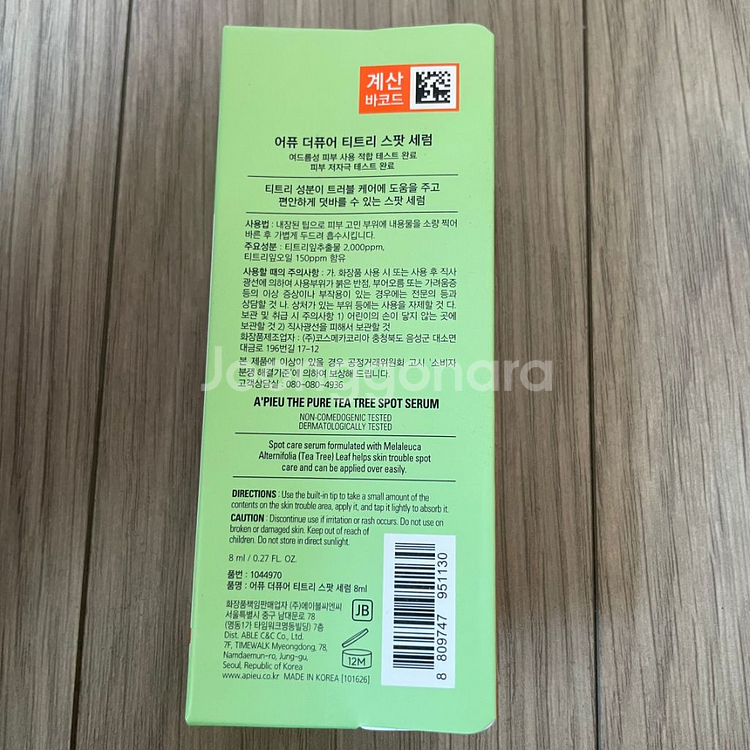 계산
바코드
어퓨 더퓨어 티트리 스팟 세럼
여드름성 피부 사용 적합 테스트 완료
피부 저자극 테스트 완료
티트리 성분이 트러블 케어에 도움을 주고
편안하게 덧바를 수 있는 스팟 세럼
사용법 : 내장된 팁으로 피부 고민 부위에 내용물을 소량 찍어
바른 후 가볍게 두드려 흡수시킵니다.
주요성분 : 티트리잎추출물 2,000ppm,
티트리잎오일 150ppm 함유
사용할 때의 주의사항 : 가. 화장품 사용 시 또는 사용 후 직사
광선에 의하여 사용부위가 붉은 반점, 부어오름 또는 가려움증
등의 이상 증상이나 부작용이 있는 경우에는 전문의 등과
상담할 것 나. 상처가 있는 부위 등에는 사용을 자제할 것 다.
보관 및 취급 시 주의사항 1) 어린이의 손이 닿지 않는 곳에
보관할 것 2) 직사광선을 피해서 보관할 것
화장품제조업자 : (주)코스메카코리아 충청북도 음성군 대소면
대금로 196번길 17-12
본 제품에 이상이 있을 경우 공정거래위원회 고시 '소비자
분쟁 해결기준'에 의하여 보상해 드립니다.
고객상담실 : 080-080-4936
Joonggonara
A'PIEU THE PURE TEA TREE SPOT SERUM
NON-COMEDOGENIC TESTED
DERMATOLOGICALLY TESTED
Spot care serum formulated with Melaleuca
Alternifolia (Tea Tree) Leaf helps skin trouble spot
care and can be applied over easily.
DIRECTIONS : Use the built-in tip to take a small amount of the
contents on the skin trouble area, apply it, and tap it lightly to absorb it.
CAUTION : Discontinue use if irritation or rash occurs. Do not use on
broken or damaged skin. Keep out of reach of
children. Do not store in direct sunlight.
8 ml / 0.27 FL. OZ.
품번 : 1044970
품명 : 어퓨 더퓨어 티트리 스팟 세럼 8ml
화장품책임판매업자 (주)에이블씨엔씨
서울특별시 중구 남대문로 78
(명동1가 타임워크명동빌딩) 7층
Dist. ABLE C&C Co., Ltd.
7F, TIMEWALK Myeongdong, 78,
Namdaemun-ro, Jung-gu,
Seoul, Republic of Korea
www.apieu.co.kr MADE IN KOREA [101626]
JB
12M
8 809747 951130